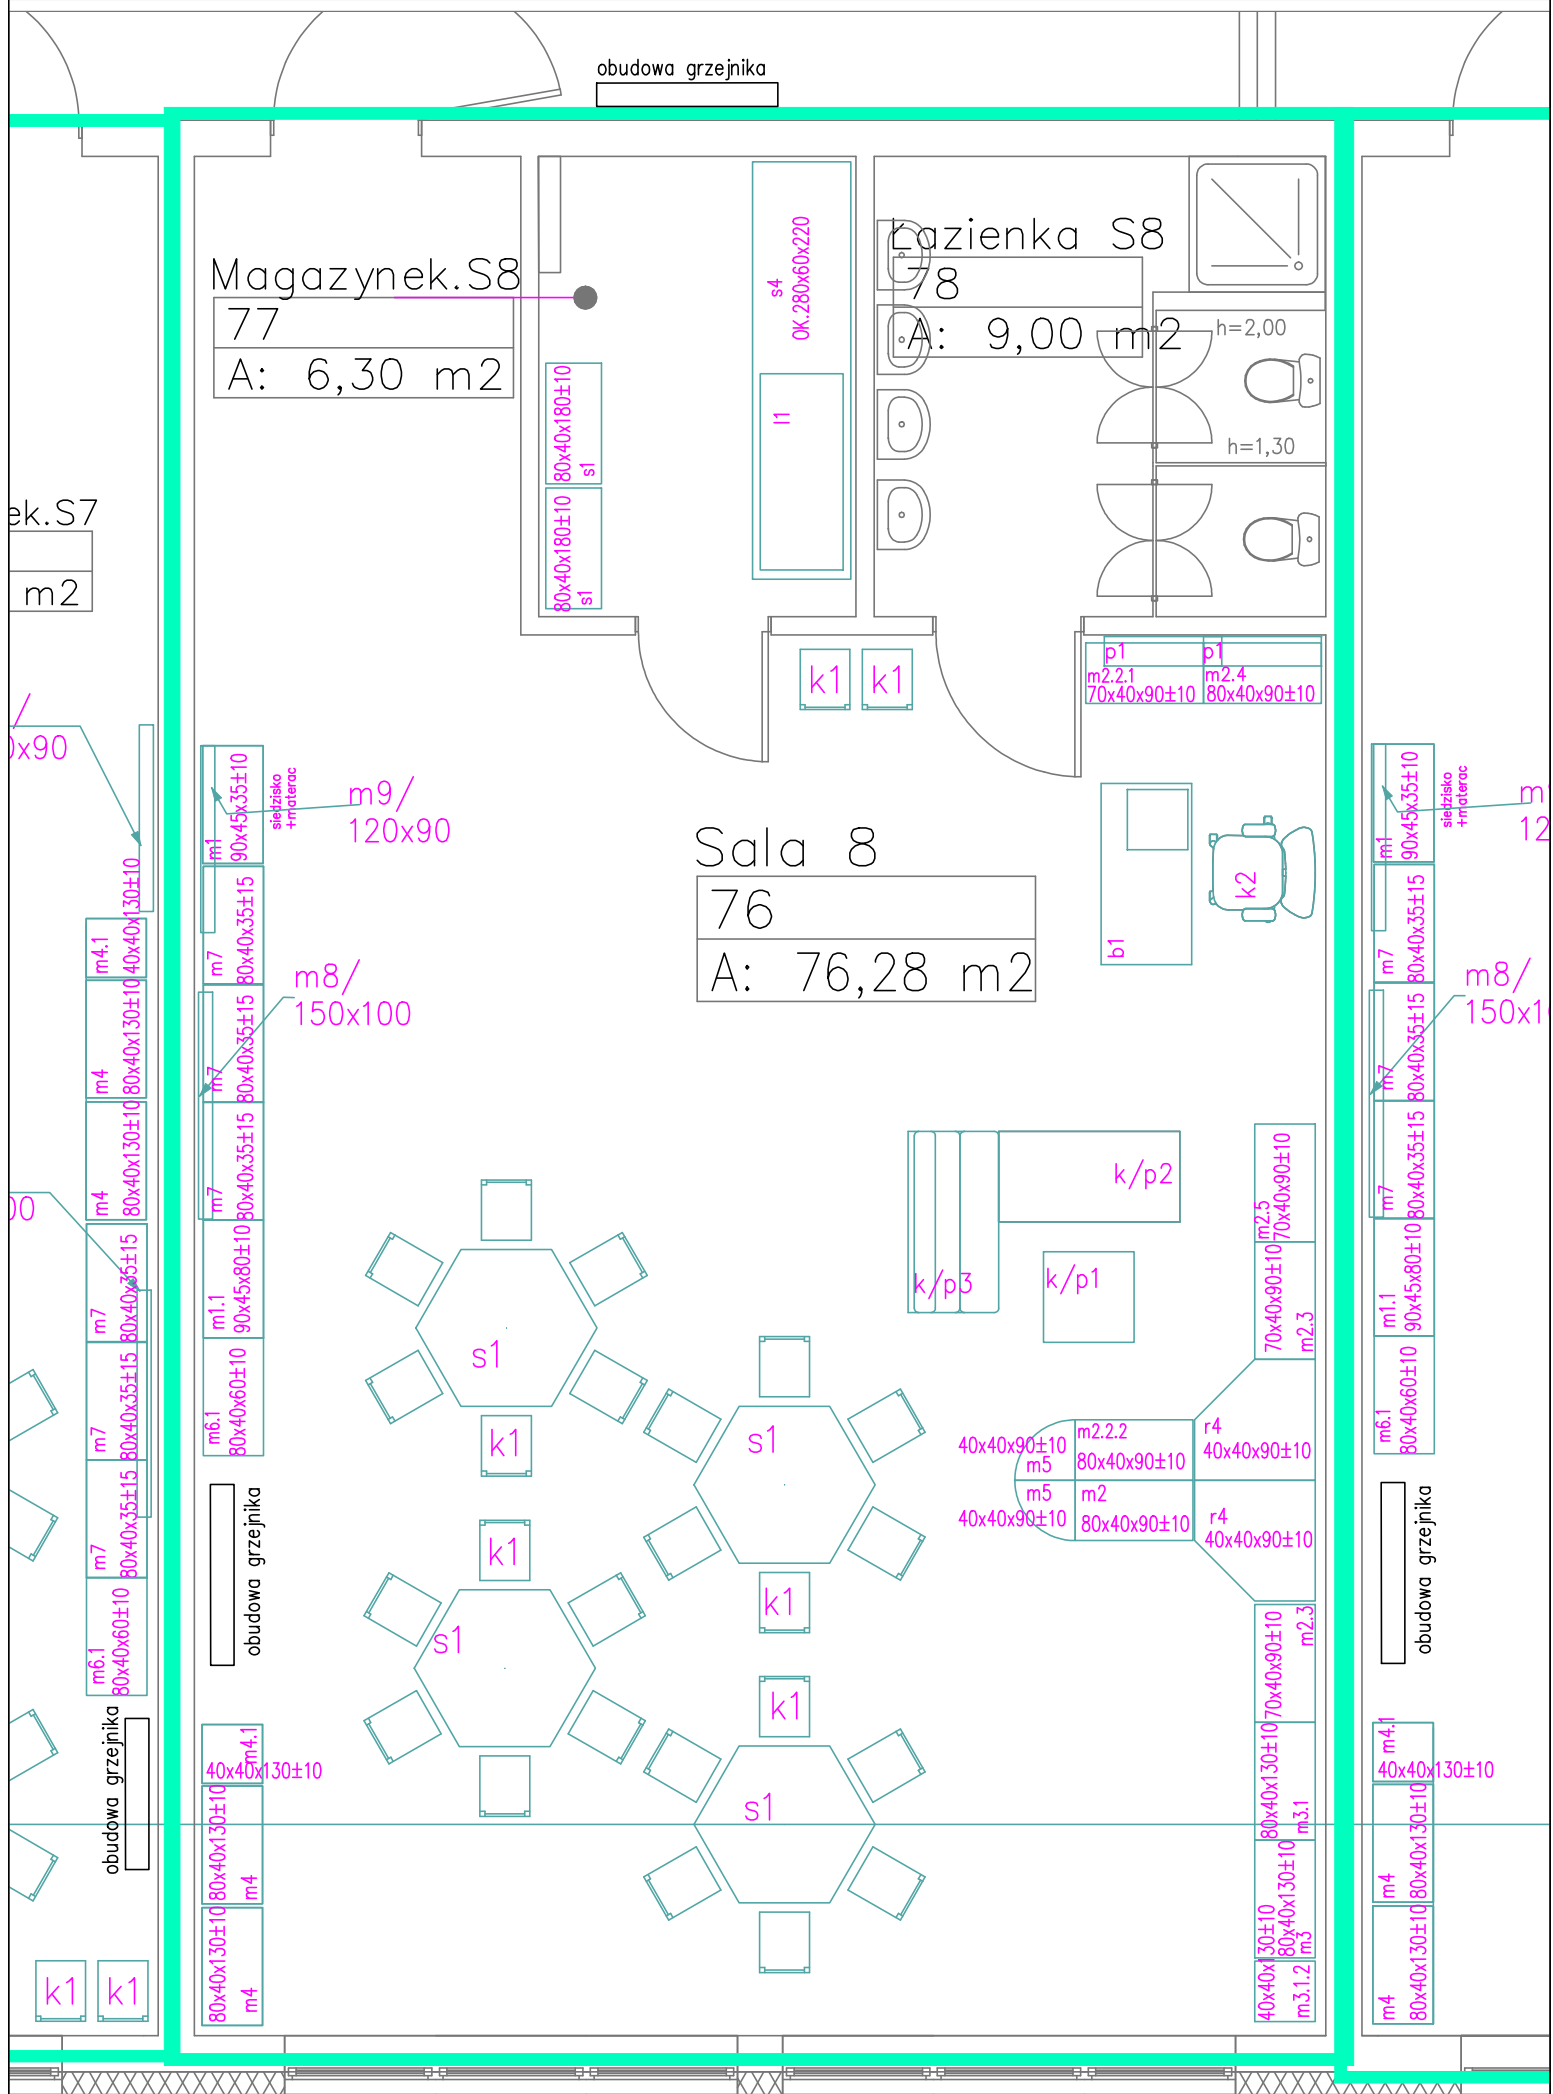 obudowa grzejnika
Magazynek.S8
77
A: 6,30 m2
s4
OK.280x60x220
l1
80x40x180±10
s1
80x40x180±10
s1
Łazienka S8
78
A: 9,00 m2
h=2,00
h=1,30
ek.S7
m2
/
0x90
k1
k1
p1
p1
m2.2.1
70x40x90±10
m2.4
80x40x90±10
m1
90x45x35±10
siedzisko
+materac
m9/
120x90
m7
80x40x35±15
m8/
150x100
m7
80x40x35±15
m7
80x40x35±15
m1.1
90x45x80±10
m6.1
80x40x60±10
obudowa grzejnika
m4.1
40x40x130±10
80x40x130±10
m4
80x40x130±10
m4
Sala 8
76
A: 76,28 m2
b1
k2
k/p2
k/p3
k/p1
m2.5
70x40x90±10
70x40x90±10
m2.3
s1
k1
s1
k1
k1
s1
k1
s1
40x40x90±10
m5
m2.2.2
80x40x90±10
r4
40x40x90±10
m5
40x40x90±10
m2
80x40x90±10
r4
40x40x90±10
70x40x90±10
m2.3
80x40x130±10
m3.1
80x40x130±10
m3
40x40x130±10
m3.1.2
m4.1
40x40x130±10
m4
80x40x130±10
m4
80x40x130±10
00
m7
80x40x35±15
m7
80x40x35±15
m7
80x40x35±15
m6.1
80x40x60±10
obudowa grzejnika
k1
k1
m1
90x45x35±10
siedzisko
+materac
m
12
m7
80x40x35±15
m8/
150x1
m7
80x40x35±15
m7
80x40x35±15
m1.1
90x45x80±10
m6.1
80x40x60±10
obudowa grzejnika
m4.1
40x40x130±10
m4
80x40x130±10
m4
80x40x130±10